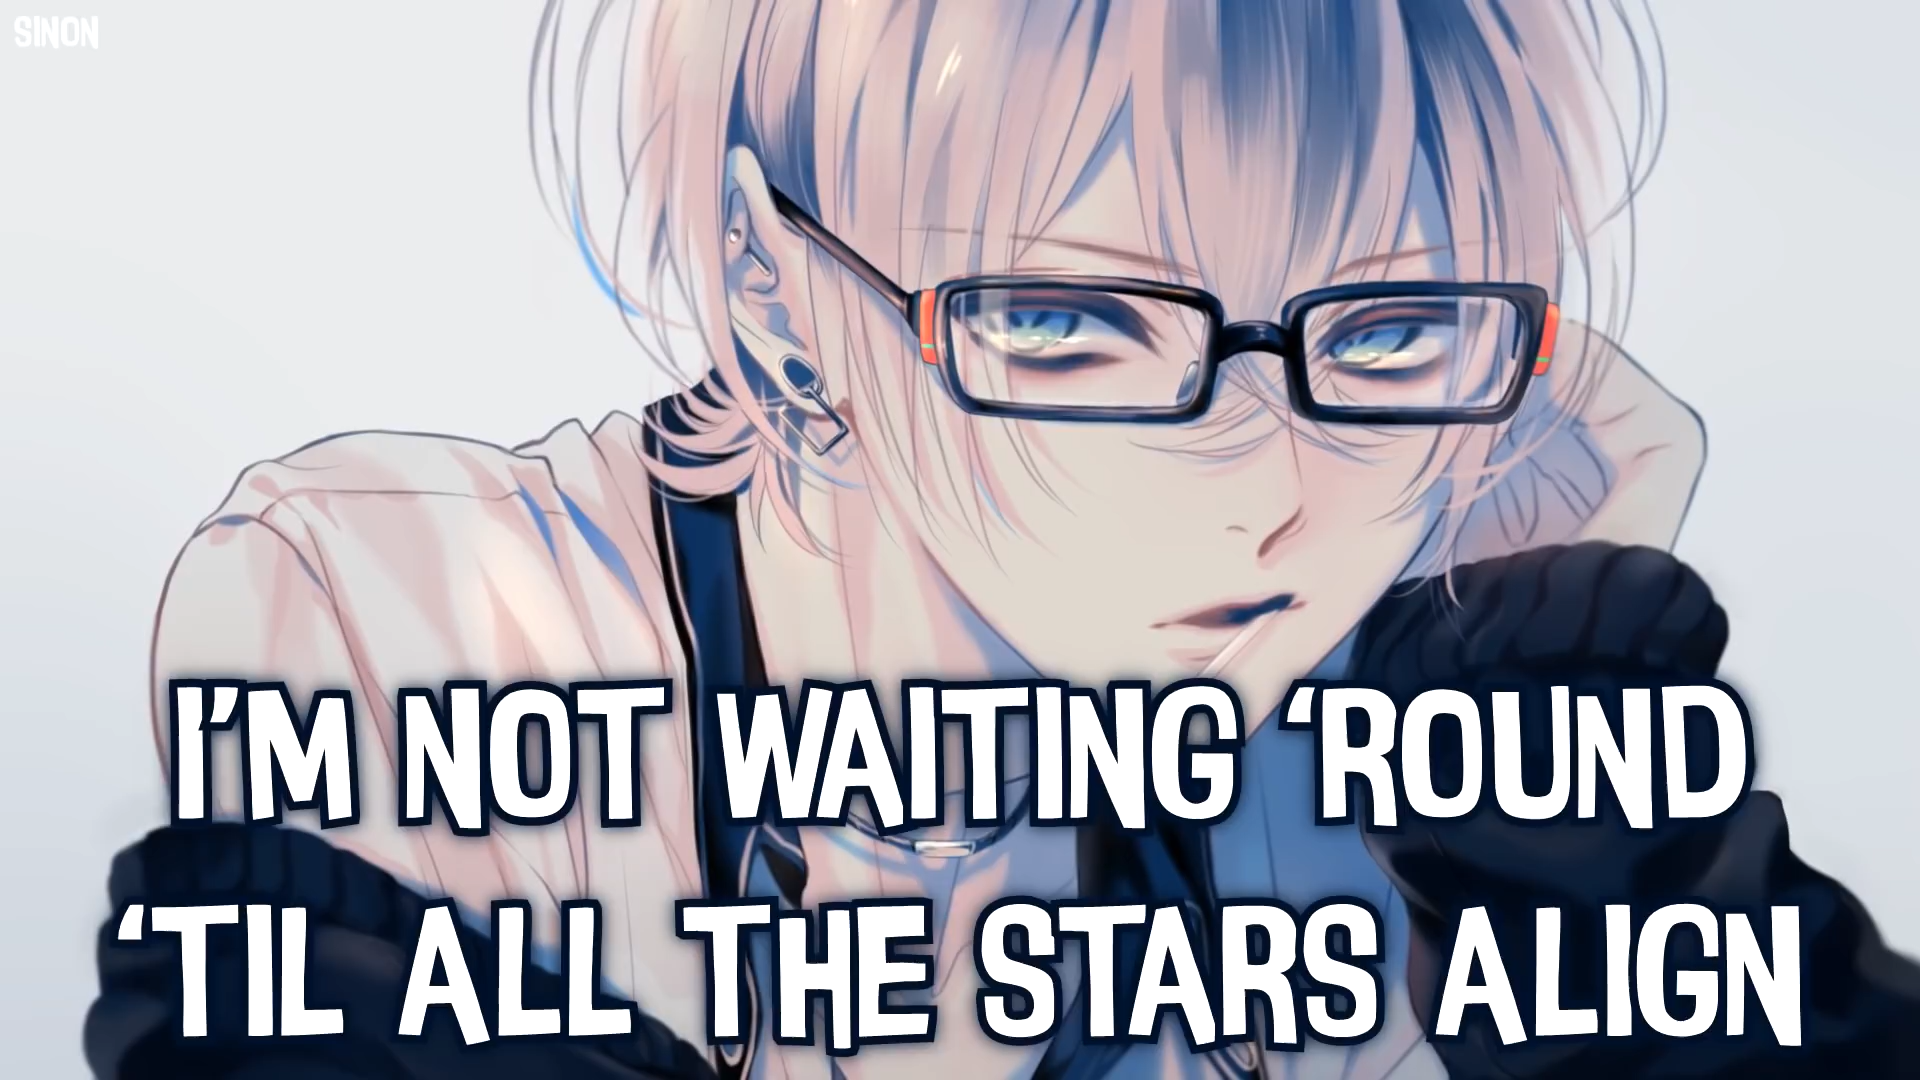 SINON
I'M NOT WAITING ‘ROUND
‘TIL ALL THE STARS ALIGN